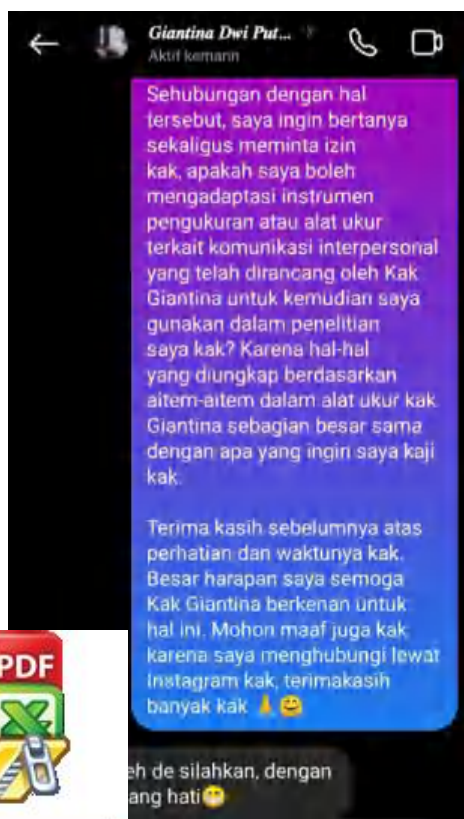 Giantina Dwi Put...
Aktif kemarin
Sehubungan dengan hal
tersebut, saya ingin bertanya
sekaligus meminta izin
kak, apakah saya boleh
mengadaptasi instrumen
pengukuran atau alat ukur
terkait komunikasi interpersonal
yang telah dirancang oleh Kak
Giantina untuk kemudian saya
gunakan dalam penelitian
saya kak? Karena hal-hal
yang diungkap berdasarkan
aitem-aitem dalam alat ukur kak
Giantina sebagian besar sama
dengan apa yang ingin saya kaji
kak.
Terima kasih sebelumnya atas
perhatian dan waktunya kak.
Besar harapan saya semoga
Kak Giantina berkenan untuk
hal ini. Mohon maaf juga kak
karena saya menghubungi lewat
Instagram kak, terimakasih
banyak kak 🙏😊
PDF
eh de silahkan, dengan
ang hati😁